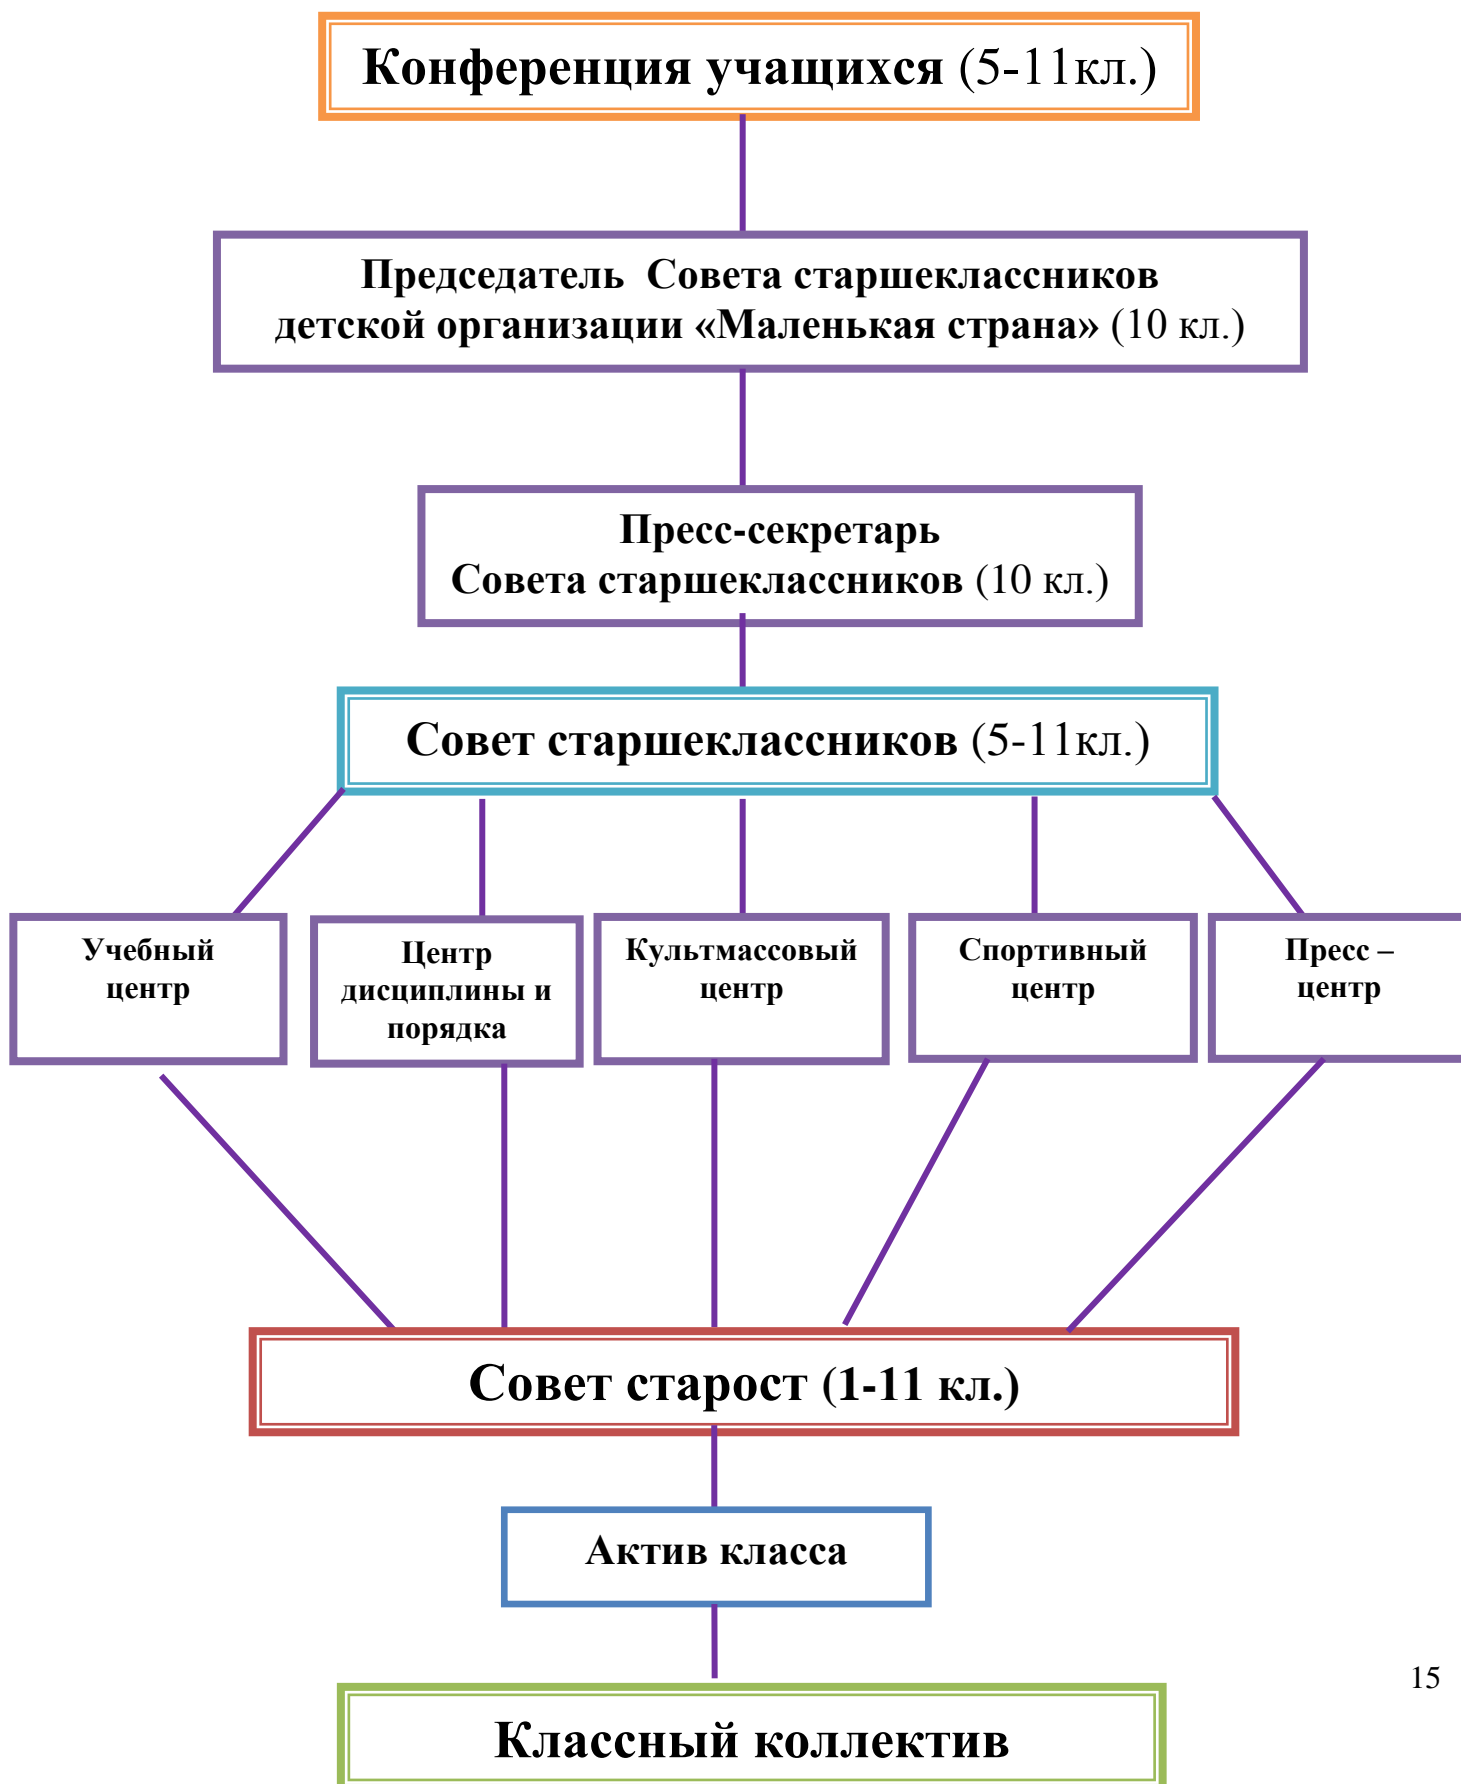 Конференция учащихся (5-11кл.)
Председатель Совета старшеклассников
детской организации «Маленькая страна» (10 кл.)
Пресс-секретарь
Совета старшеклассников (10 кл.)
Совет старшеклассников (5-11кл.)
Учебный
центр
Центр
дисциплины и
порядка
Культмассовый
центр
Спортивный
центр
Пресс –
центр
Совет старост (1-11 кл.)
Актив класса
15
Классный коллектив